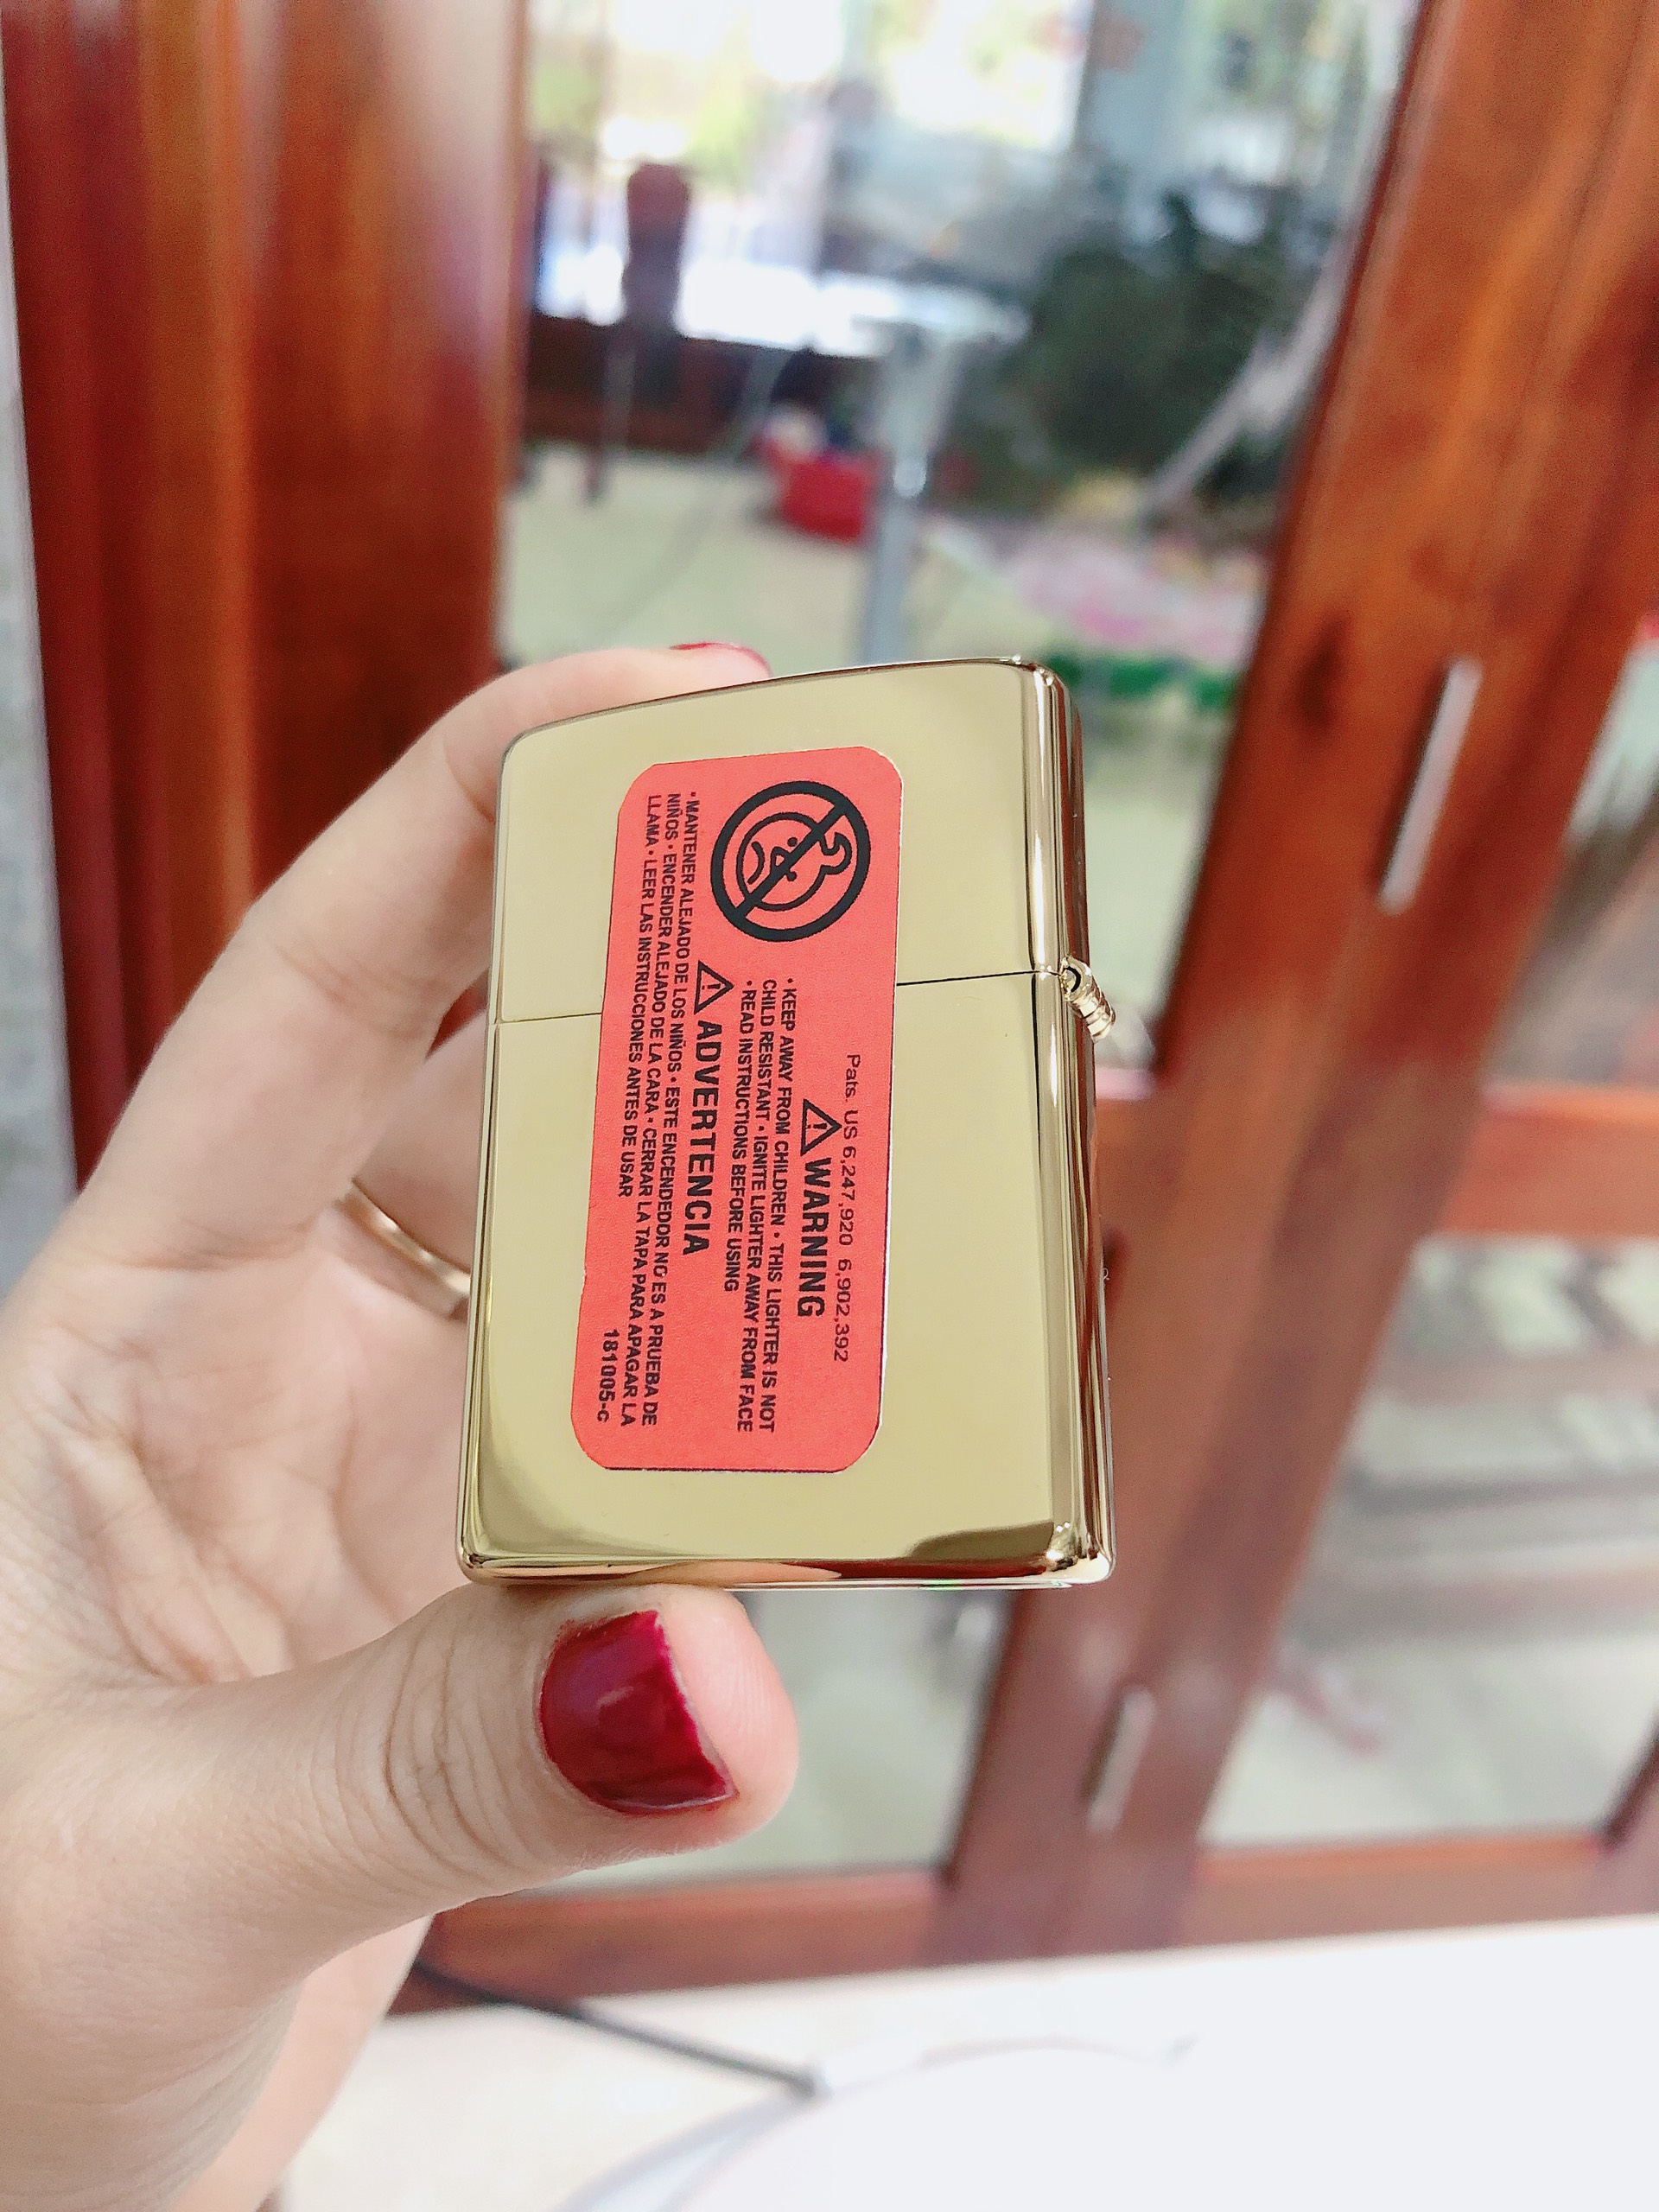 Pats. US 6,247,920 6,902,392
WARNING
• KEEP AWAY FROM CHILDREN • THIS LIGHTER IS NOT
CHILD RESISTANT • IGNITE LIGHTER AWAY FROM FACE
• READ INSTRUCTIONS BEFORE USING
ADVERTENCIA
• MANTENER ALEJADO DE LOS NIÑOS • ESTE ENCENDEDOR NO ES A PRUEBA DE
NIÑOS • ENCENDER ALEJADO DE LA CARA • CERRAR LA TAPA PARA APAGAR LA
LLAMA • LEER LAS INSTRUCCIONES ANTES DE USAR
181005-C